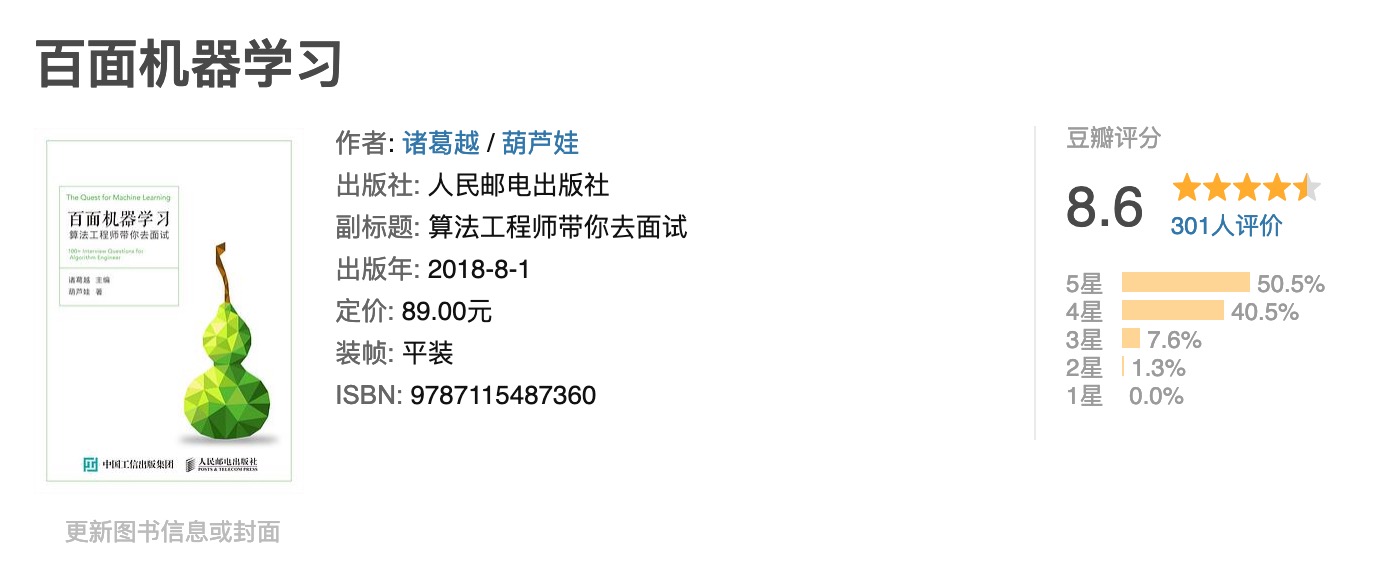 百面机器学习
The Quest for Machine Learning
百面机器学习
算法工程师带你去面试
100+ Interview Questions for
Algorithm Engineer
诸葛越 主编
葫芦娃 著
中国工信出版集团
人民邮电出版社
POSTS & TELECOM PRESS
更新图书信息或封面
作者: 诸葛越 / 葫芦娃
出版社: 人民邮电出版社
副标题: 算法工程师带你去面试
出版年: 2018-8-1
定价: 89.00元
装帧: 平装
ISBN: 9787115487360
豆瓣评分
8.6
301人评价
5星 50.5%
4星 40.5%
3星 7.6%
2星 1.3%
1星 0.0%